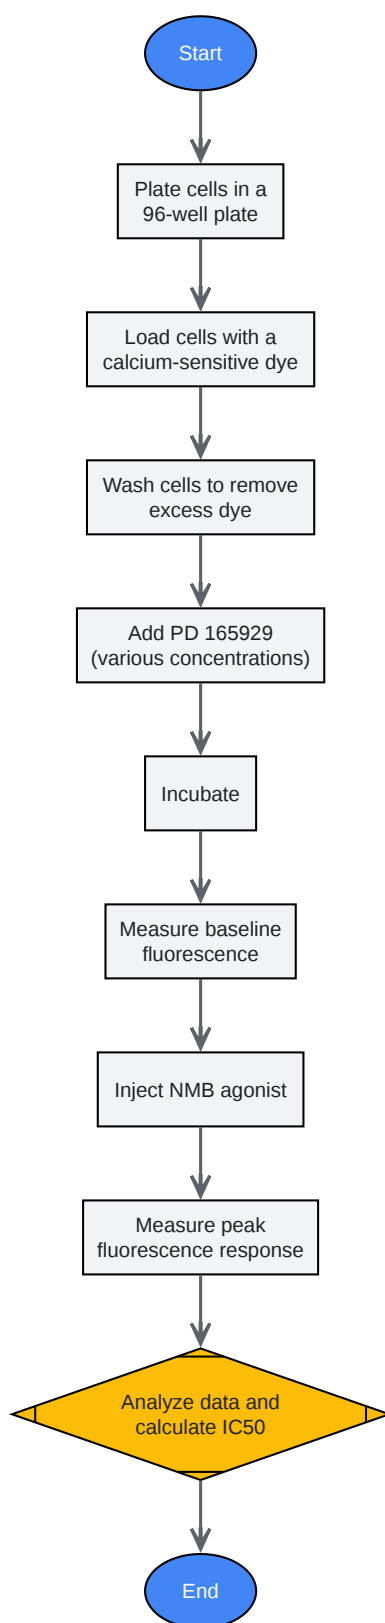 Start
Plate cells in a
96-well plate
Load cells with a
calcium-sensitive dye
Wash cells to remove
excess dye
Add PD 165929
(various concentrations)
Incubate
Measure baseline
fluorescence
Inject NMB agonist
Measure peak
fluorescence response
Analyze data and
calculate IC50
End